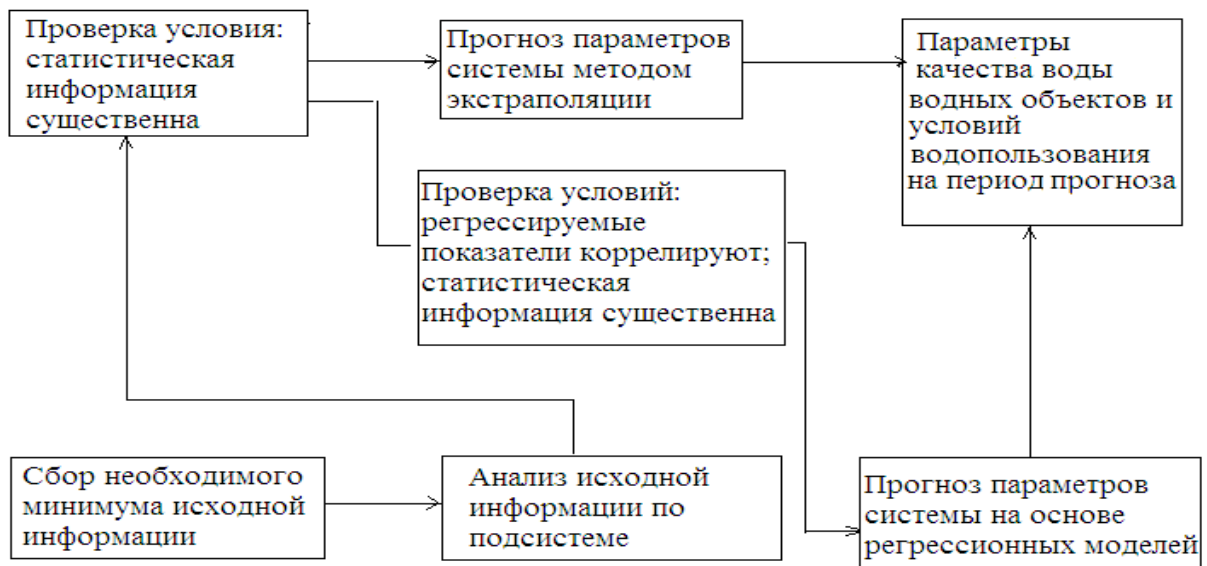 Проверка условия:
статистическая
информация
существенна
Прогноз параметров
системы методом
экстраполяции
Параметры
качества воды
водных объектов и
условий
водопользования
на период прогноза
Проверка условий:
регрессируемые
показатели коррелируют;
статистическая
информация существенна
Сбор необходимого
минимума исходной
информации
Анализ исходной
информации по
подсистеме
Прогноз параметров
системы на основе
регрессионных моделей